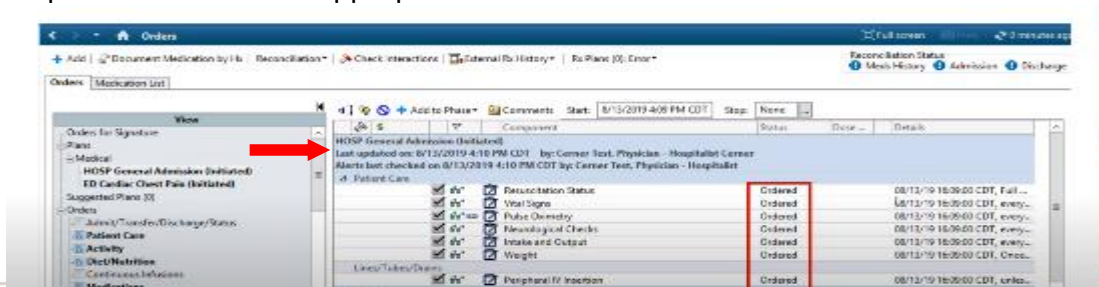 Orders
Full screen
0 minutes ago
+ Add | Document Medication by Hx | Reconciliation | Check Interactions | External Rx History | Rx Plans (0): Error
Reconciliation Status
Meds History Admission Discharge
Orders Medication List
View
Orders for Signature
Plans
Medical
HOSP General Admission (Initiated)
ED Cardiac Chest Pain (Initiated)
Suggested Plans (0)
Orders
Admit/Transfer/Discharge/Status
Patient Care
Activity
Diet/Nutrition
Continuous Infusions
Medications
+ Add to Phase Comments Start: 8/13/2019 4:09 PM CDT Stop: None ...
$ Component Status Dose ... Details
HOSP General Admission (Initiated)
Last updated on: 8/13/2019 4:10 PM CDT by: Cerner Test, Physician - Hospitalist Cerner
Alerts last checked on 8/13/2019 4:10 PM CDT by: Cerner Test, Physician - Hospitalist
Patient Care
Resuscitation Status Ordered 08/13/19 16:09:00 CDT, Full ...
Vital Signs Ordered 08/13/19 16:09:00 CDT, every...
Pulse Oximetry Ordered 08/13/19 16:09:00 CDT, every...
Neurological Checks Ordered 08/13/19 16:09:00 CDT, every...
Intake and Output Ordered 08/13/19 16:09:00 CDT, every...
Weight Ordered 08/13/19 16:09:00 CDT, Once...
Lines/Tubes/Drains
Peripheral IV Insertion Ordered 08/13/19 16:09:00 CDT, unles...